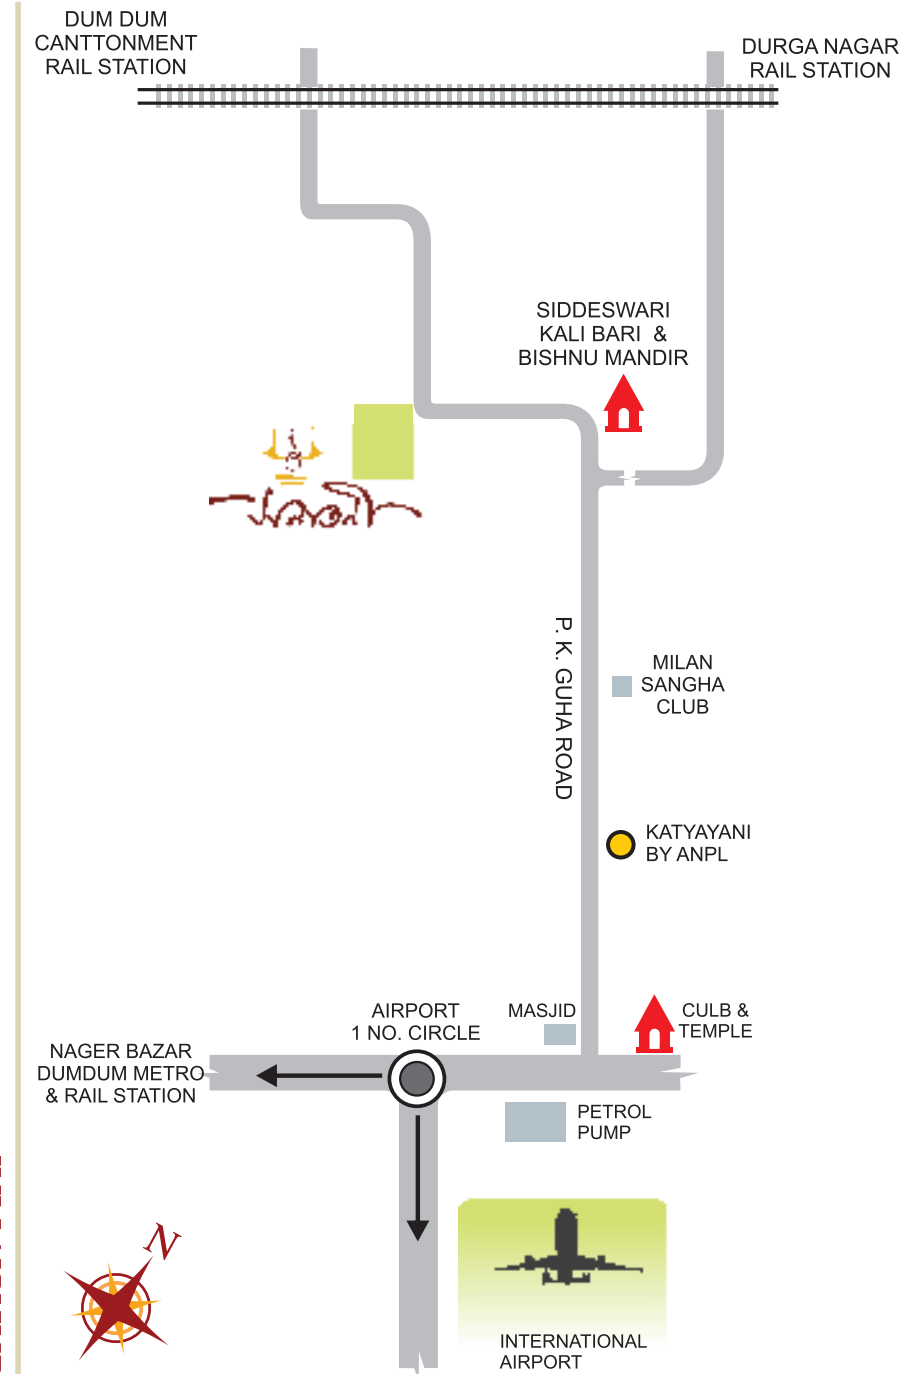 DUM DUM
CANTTONMENT
RAIL STATION
DURGA NAGAR
RAIL STATION
SIDDESWARI
KALI BARI &
BISHNU MANDIR
P. K. GUHA ROAD
MILAN
SANGHA
CLUB
KATYAYANI
BY ANPL
AIRPORT
1 NO. CIRCLE
MASJID
CULB &
TEMPLE
NAGER BAZAR
DUMDUM METRO
& RAIL STATION
PETROL
PUMP
N
INTERNATIONAL
AIRPORT